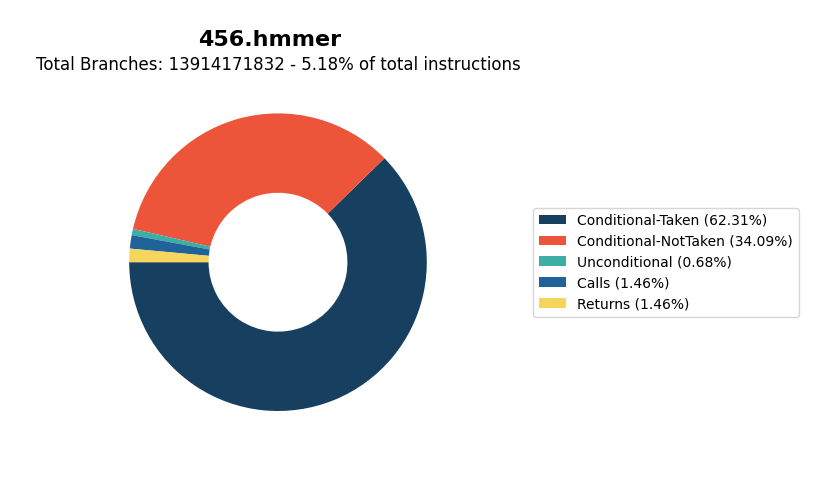 456.hmmer
Total Branches: 13914171832 - 5.18% of total instructions
Conditional-Taken (62.31%)
Conditional-NotTaken (34.09%)
Unconditional (0.68%)
Calls (1.46%)
Returns (1.46%)